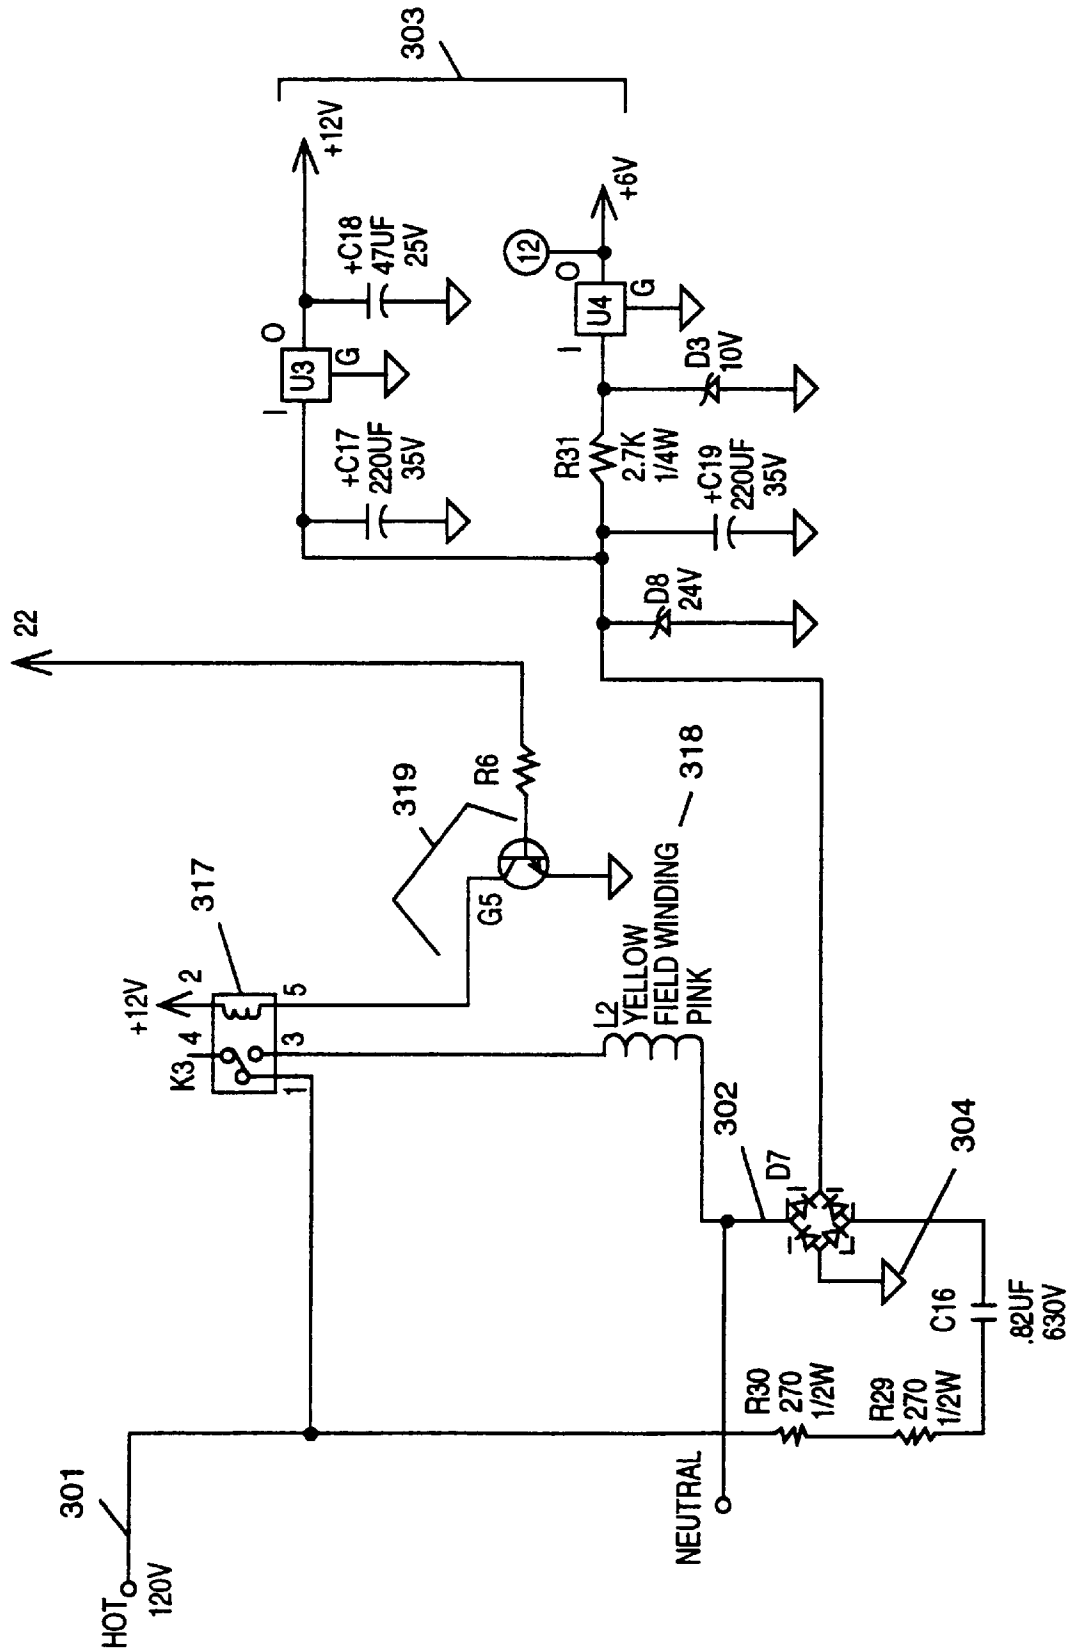 HOT
120V
301
NEUTRAL
R30
270
1/2W
R29
270
1/2W
C16
.82UF
630V
304
D7
302
L2
YELLOW
FIELD WINDING
PINK
318
K3
4
+12V
2
1
3
5
317
319
G5
R6
22
D8
24V
+C19
220UF
35V
R31
2.7K
1/4W
D3
10V
I
U4
O
G
12
+6V
+C17
220UF
35V
I
U3
O
G
+C18
47UF
25V
+12V
303